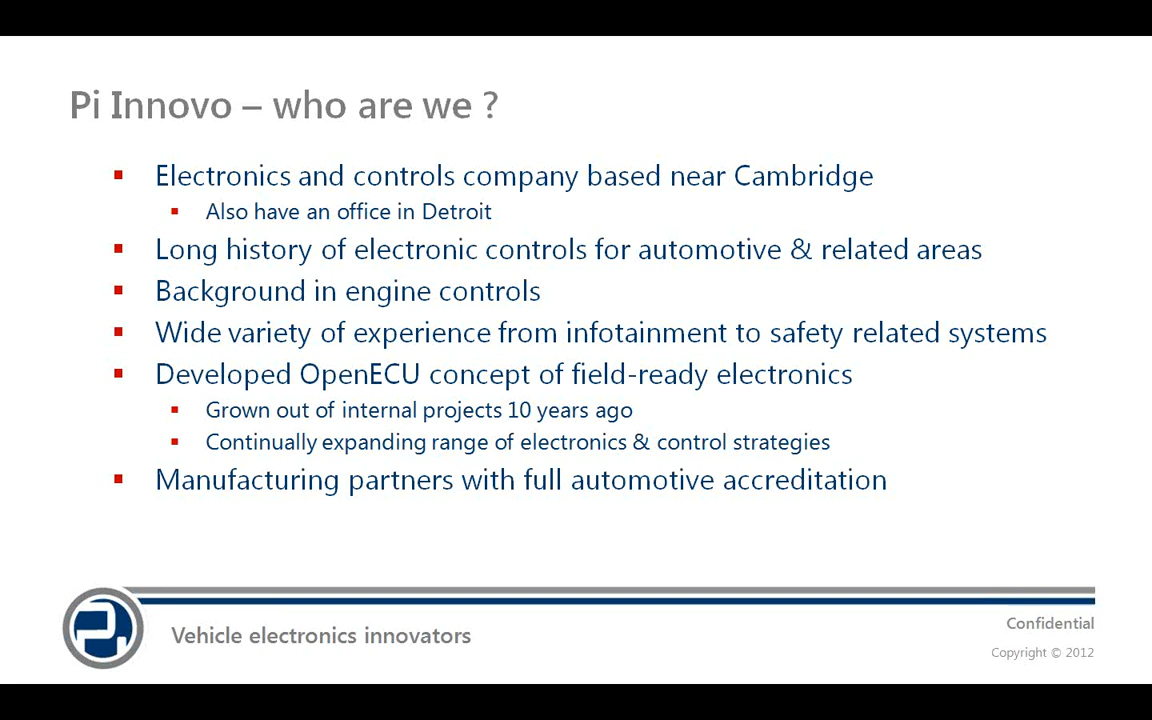 Pi Innovo – who are we ?
Electronics and controls company based near Cambridge
Also have an office in Detroit
Long history of electronic controls for automotive & related areas
Background in engine controls
Wide variety of experience from infotainment to safety related systems
Developed OpenECU concept of field-ready electronics
Grown out of internal projects 10 years ago
Continually expanding range of electronics & control strategies
Manufacturing partners with full automotive accreditation
Vehicle electronics innovators
Confidential
Copyright © 2012